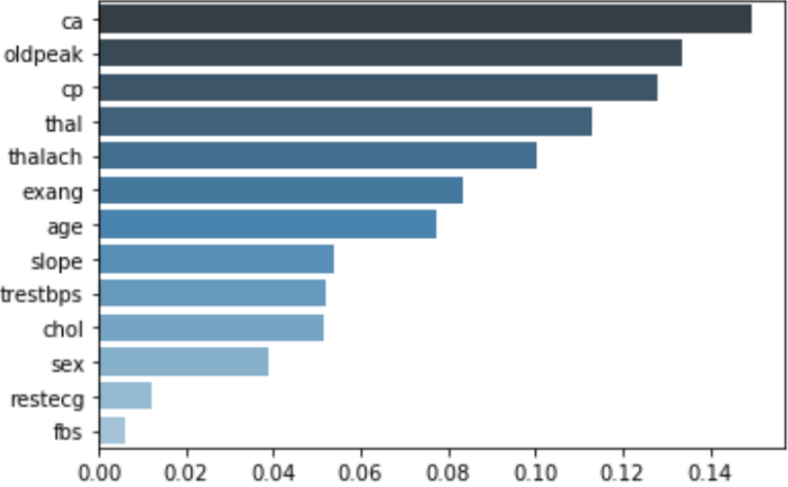 ca
oldpeak
cp
thal
thalach
exang
age
slope
trestbps
chol
sex
restecg
fbs
0.00 0.02 0.04 0.06 0.08 0.10 0.12 0.14